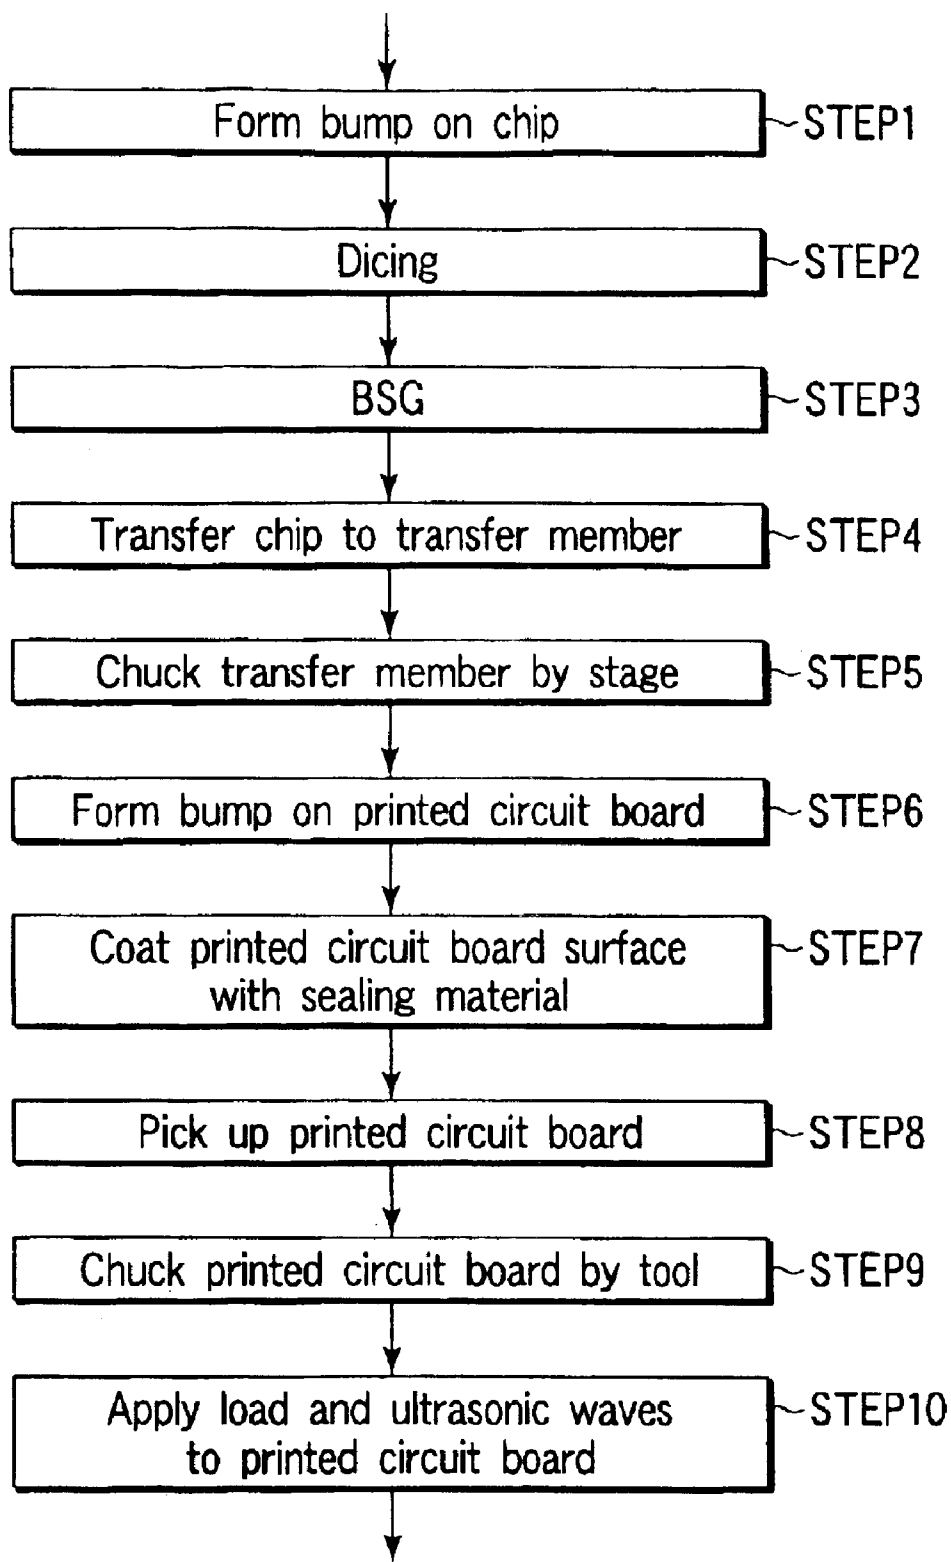 Form bump on chip STEP1
Dicing STEP2
BSG STEP3
Transfer chip to transfer member STEP4
Chuck transfer member by stage STEP5
Form bump on printed circuit board STEP6
Coat printed circuit board surface STEP7
with sealing material
Pick up printed circuit board STEP8
Chuck printed circuit board by tool STEP9
Apply load and ultrasonic waves STEP10
to printed circuit board